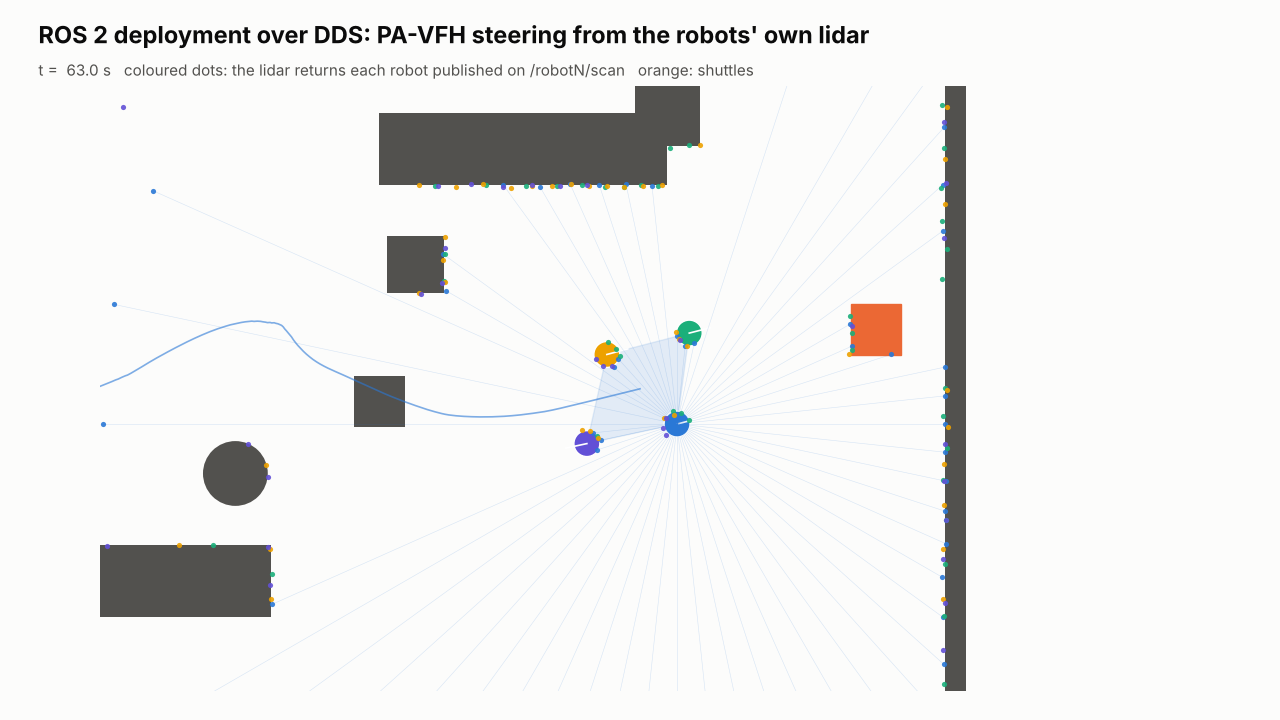 ROS 2 deployment over DDS: PA-VFH steering from the robots' own lidar
t =  63.0 s   coloured dots: the lidar returns each robot published on /robotN/scan   orange: shuttles